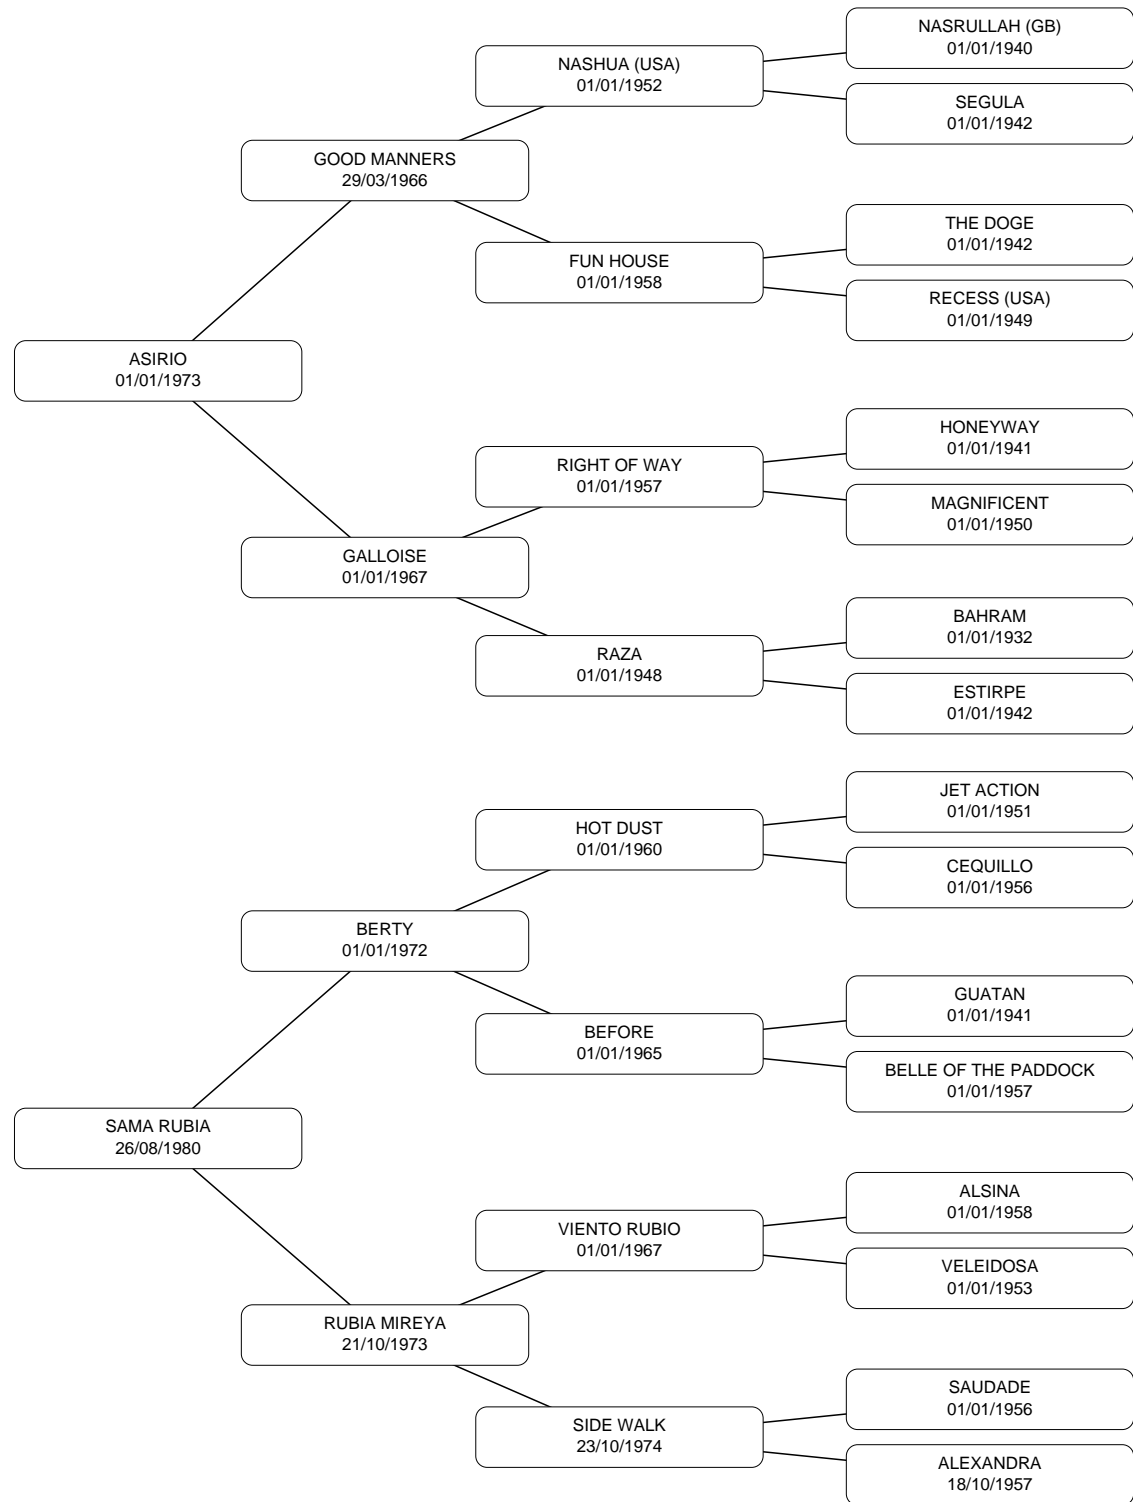 NASRULLAH (GB)
01/01/1940
NASHUA (USA)
01/01/1952
SEGULA
01/01/1942
GOOD MANNERS
29/03/1966
THE DOGE
01/01/1942
FUN HOUSE
01/01/1958
RECESS (USA)
01/01/1949
ASIRIO
01/01/1973
HONEYWAY
01/01/1941
RIGHT OF WAY
01/01/1957
MAGNIFICENT
01/01/1950
GALLOISE
01/01/1967
BAHRAM
01/01/1932
RAZA
01/01/1948
ESTIRPE
01/01/1942
JET ACTION
01/01/1951
HOT DUST
01/01/1960
CEQUILLO
01/01/1956
BERTY
01/01/1972
GUATAN
01/01/1941
BEFORE
01/01/1965
BELLE OF THE PADDOCK
01/01/1957
SAMA RUBIA
26/08/1980
ALSINA
01/01/1958
VIENTO RUBIO
01/01/1967
VELEIDOSA
01/01/1953
RUBIA MIREYA
21/10/1973
SAUDADE
01/01/1956
SIDE WALK
23/10/1974
ALEXANDRA
18/10/1957